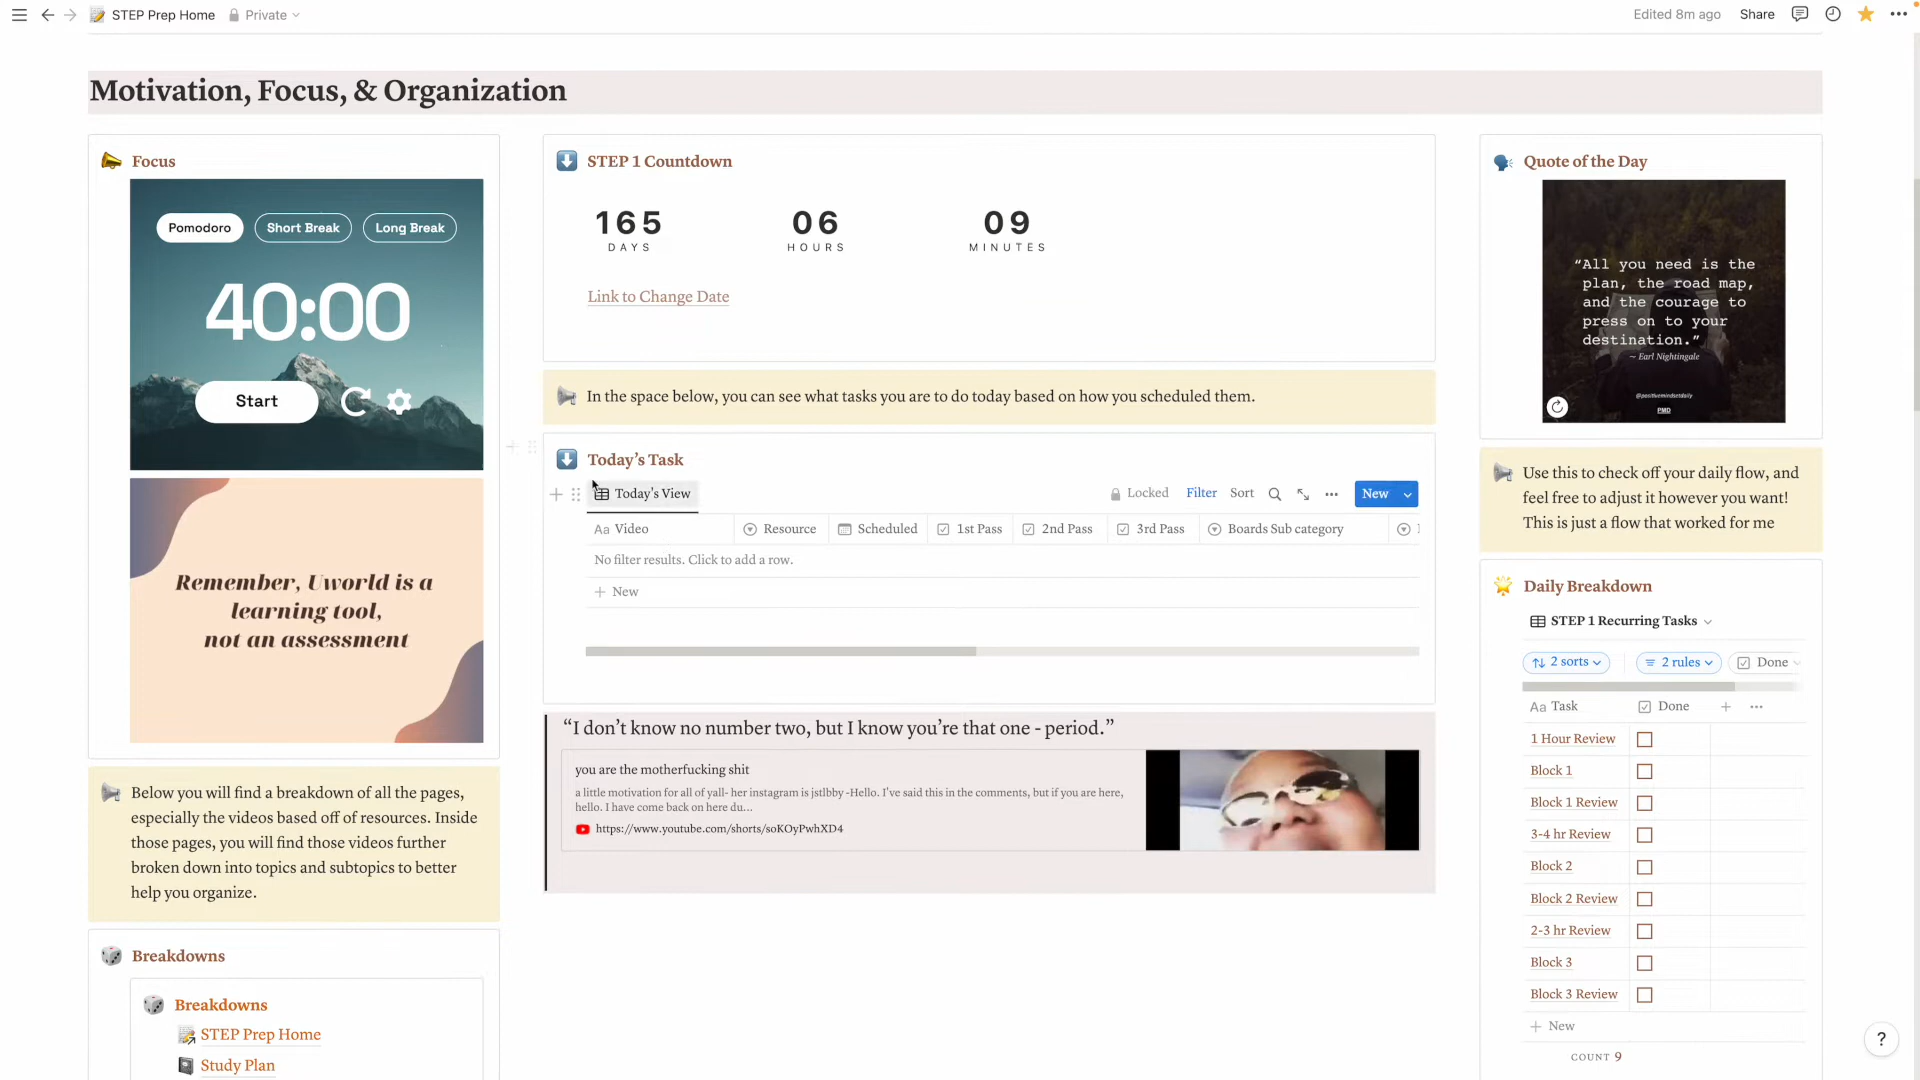 STEP Prep Home Private
Edited 8m ago Share
Motivation, Focus, & Organization
Focus
Pomodoro Short Break Long Break
40:00
Start
Remember, Uworld is a
learning tool,
not an assessment
Below you will find a breakdown of all the pages,
especially the videos based off of resources. Inside
those pages, you will find those videos further
broken down into topics and subtopics to better
help you organize.
Breakdowns
Breakdowns
STEP Prep Home
Study Plan
STEP 1 Countdown
165 06 09
DAYS HOURS MINUTES
Link to Change Date
In the space below, you can see what tasks you are to do today based on how you scheduled them.
Today's Task
Today's View Locked Filter Sort New
Aa Video Resource Scheduled 1st Pass 2nd Pass 3rd Pass Boards Sub category
No filter results. Click to add a row.
+ New
“I don’t know no number two, but I know you’re that one - period.”
you are the motherfucking shit
a little motivation for all of yall- her instagram is jstlbby -Hello. I've said this in the comments, but if you are here,
hello. I have come back on here du...
https://www.youtube.com/shorts/soKOyPwhXD4
Quote of the Day
“All you need is the
plan, the road map,
and the courage to
press on to your
destination.”
~ Earl Nightingale
@positivemindsetdaily
PMD
Use this to check off your daily flow, and
feel free to adjust it however you want!
This is just a flow that worked for me
Daily Breakdown
STEP 1 Recurring Tasks
2 sorts 2 rules Done
Aa Task Done +
1 Hour Review
Block 1
Block 1 Review
3-4 hr Review
Block 2
Block 2 Review
2-3 hr Review
Block 3
Block 3 Review
+ New
COUNT 9
?